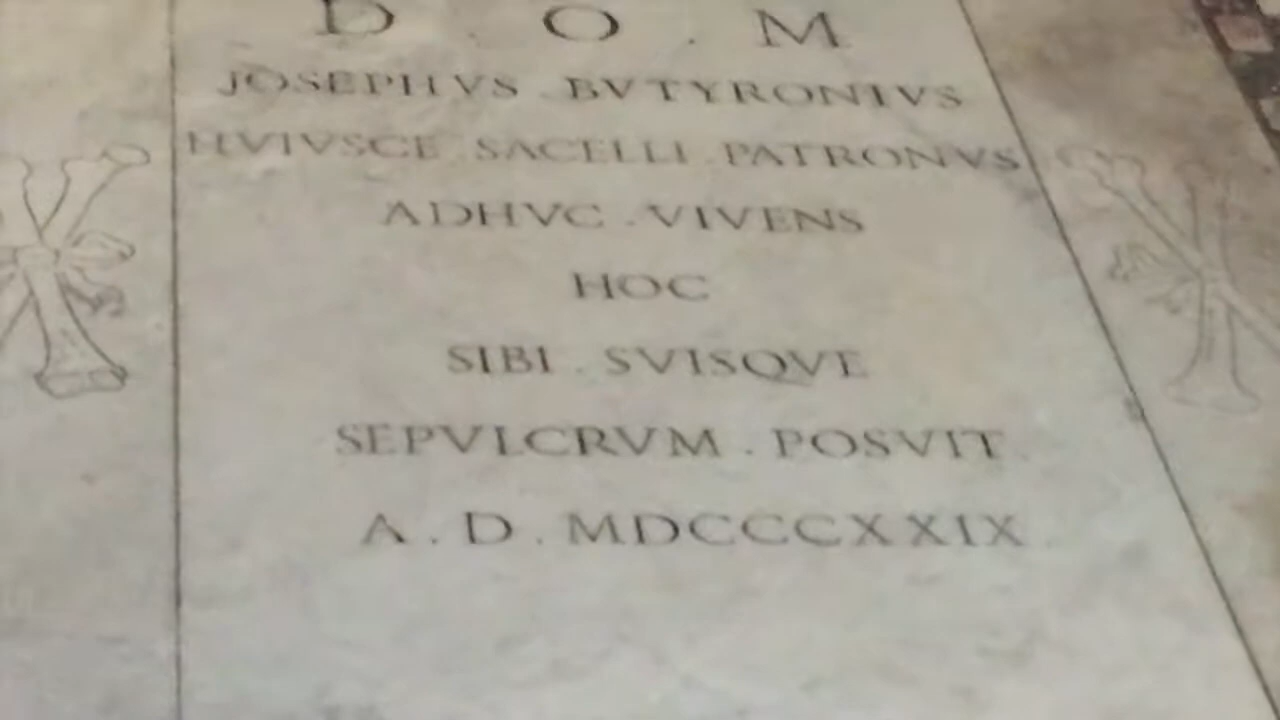 D . O . M
JOSEPHVS . BVTYRONIVS
HVIVSCE SACELLI PATRONVS
ADHVC . VIVENS
HOC
SIBI . SVISQVE
SEPVLCRVM . POSVIT
A . D . MDCCCXXIX